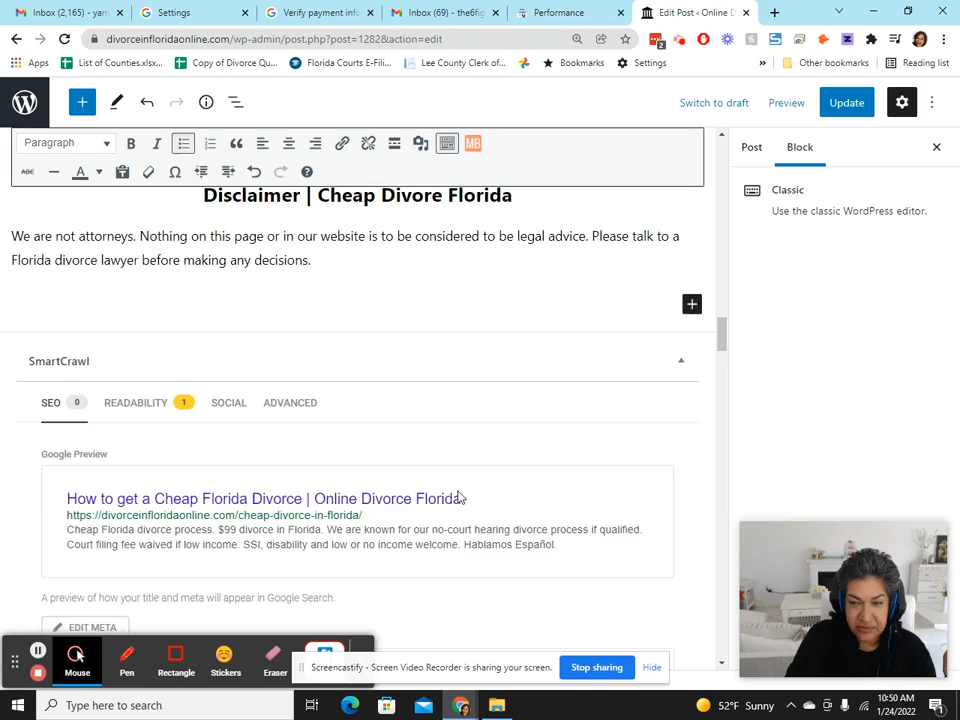 Inbox (2,165) - yam
Settings
Verify payment info
Inbox (69) - the6fig
Performance
Edit Post ‹ Online D
divorceinfloridaonline.com/wp-admin/post.php?post=1282&action=edit
2
Apps
List of Counties.xlsx...
Copy of Divorce Qu...
Florida Courts E-Filin...
Lee County Clerk of...
Bookmarks
Settings
»
Other bookmarks
Reading list
Switch to draft
Preview
Update
Paragraph
B
I
MB
ABC
A
Ω
Post
Block
Classic
Use the classic WordPress editor.
Disclaimer | Cheap Divore Florida
We are not attorneys. Nothing on this page or in our website is to be considered to be legal advice. Please talk to a
Florida divorce lawyer before making any decisions.
SmartCrawl
SEO 0 READABILITY 1 SOCIAL ADVANCED
Google Preview
How to get a Cheap Florida Divorce | Online Divorce Florida
https://divorceinfloridaonline.com/cheap-divorce-in-florida/
Cheap Florida divorce process. $99 divorce in Florida. We are known for our no-court hearing divorce process if qualified.
Court filing fee waived if low income. SSI, disability and low or no income welcome. Hablamos Español.
A preview of how your title and meta will appear in Google Search.
EDIT META
Mouse
Pen
Rectangle
Stickers
Eraser
Screencastify - Screen Video Recorder is sharing your screen.
Stop sharing
Hide
Type here to search
52°F Sunny
10:50 AM
1/24/2022
1